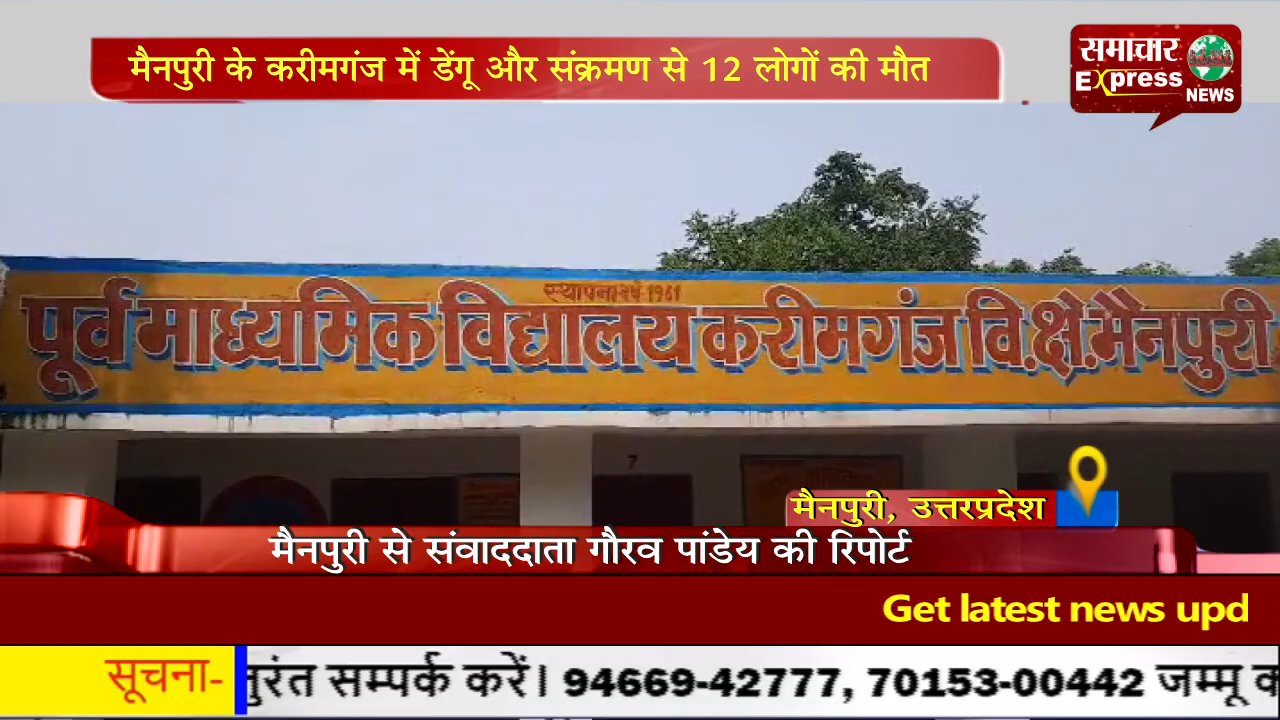 मैनपुरी के करीमगंज में डेंगू और संक्रमण से 12 लोगों की मौत
समाचार
Express
NEWS
स्थापना वर्ष 1961
पूर्व माध्यमिक विद्यालय करीमगंज वि.क्षे.मैनपुरी
7
मैनपुरी, उत्तरप्रदेश
मैनपुरी से संवाददाता गौरव पांडेय की रिपोर्ट
Get latest news upd
सूचना- तुरंत सम्पर्क करें। 94669-42777, 70153-00442 जम्मू क